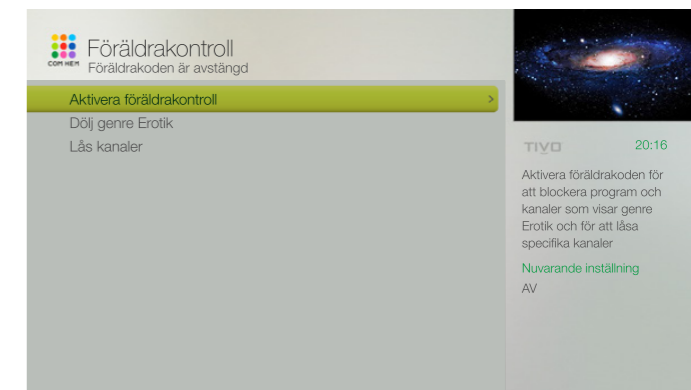 COM HEM
Föräldrakontroll
Föräldrakoden är avstängd
Aktivera föräldrakontroll
Dölj genre Erotik
Lås kanaler
TIVO 20:16
Aktivera föräldrakoden för
att blockera program och
kanaler som visar genre
Erotik och för att låsa
specifika kanaler
Nuvarande inställning
AV